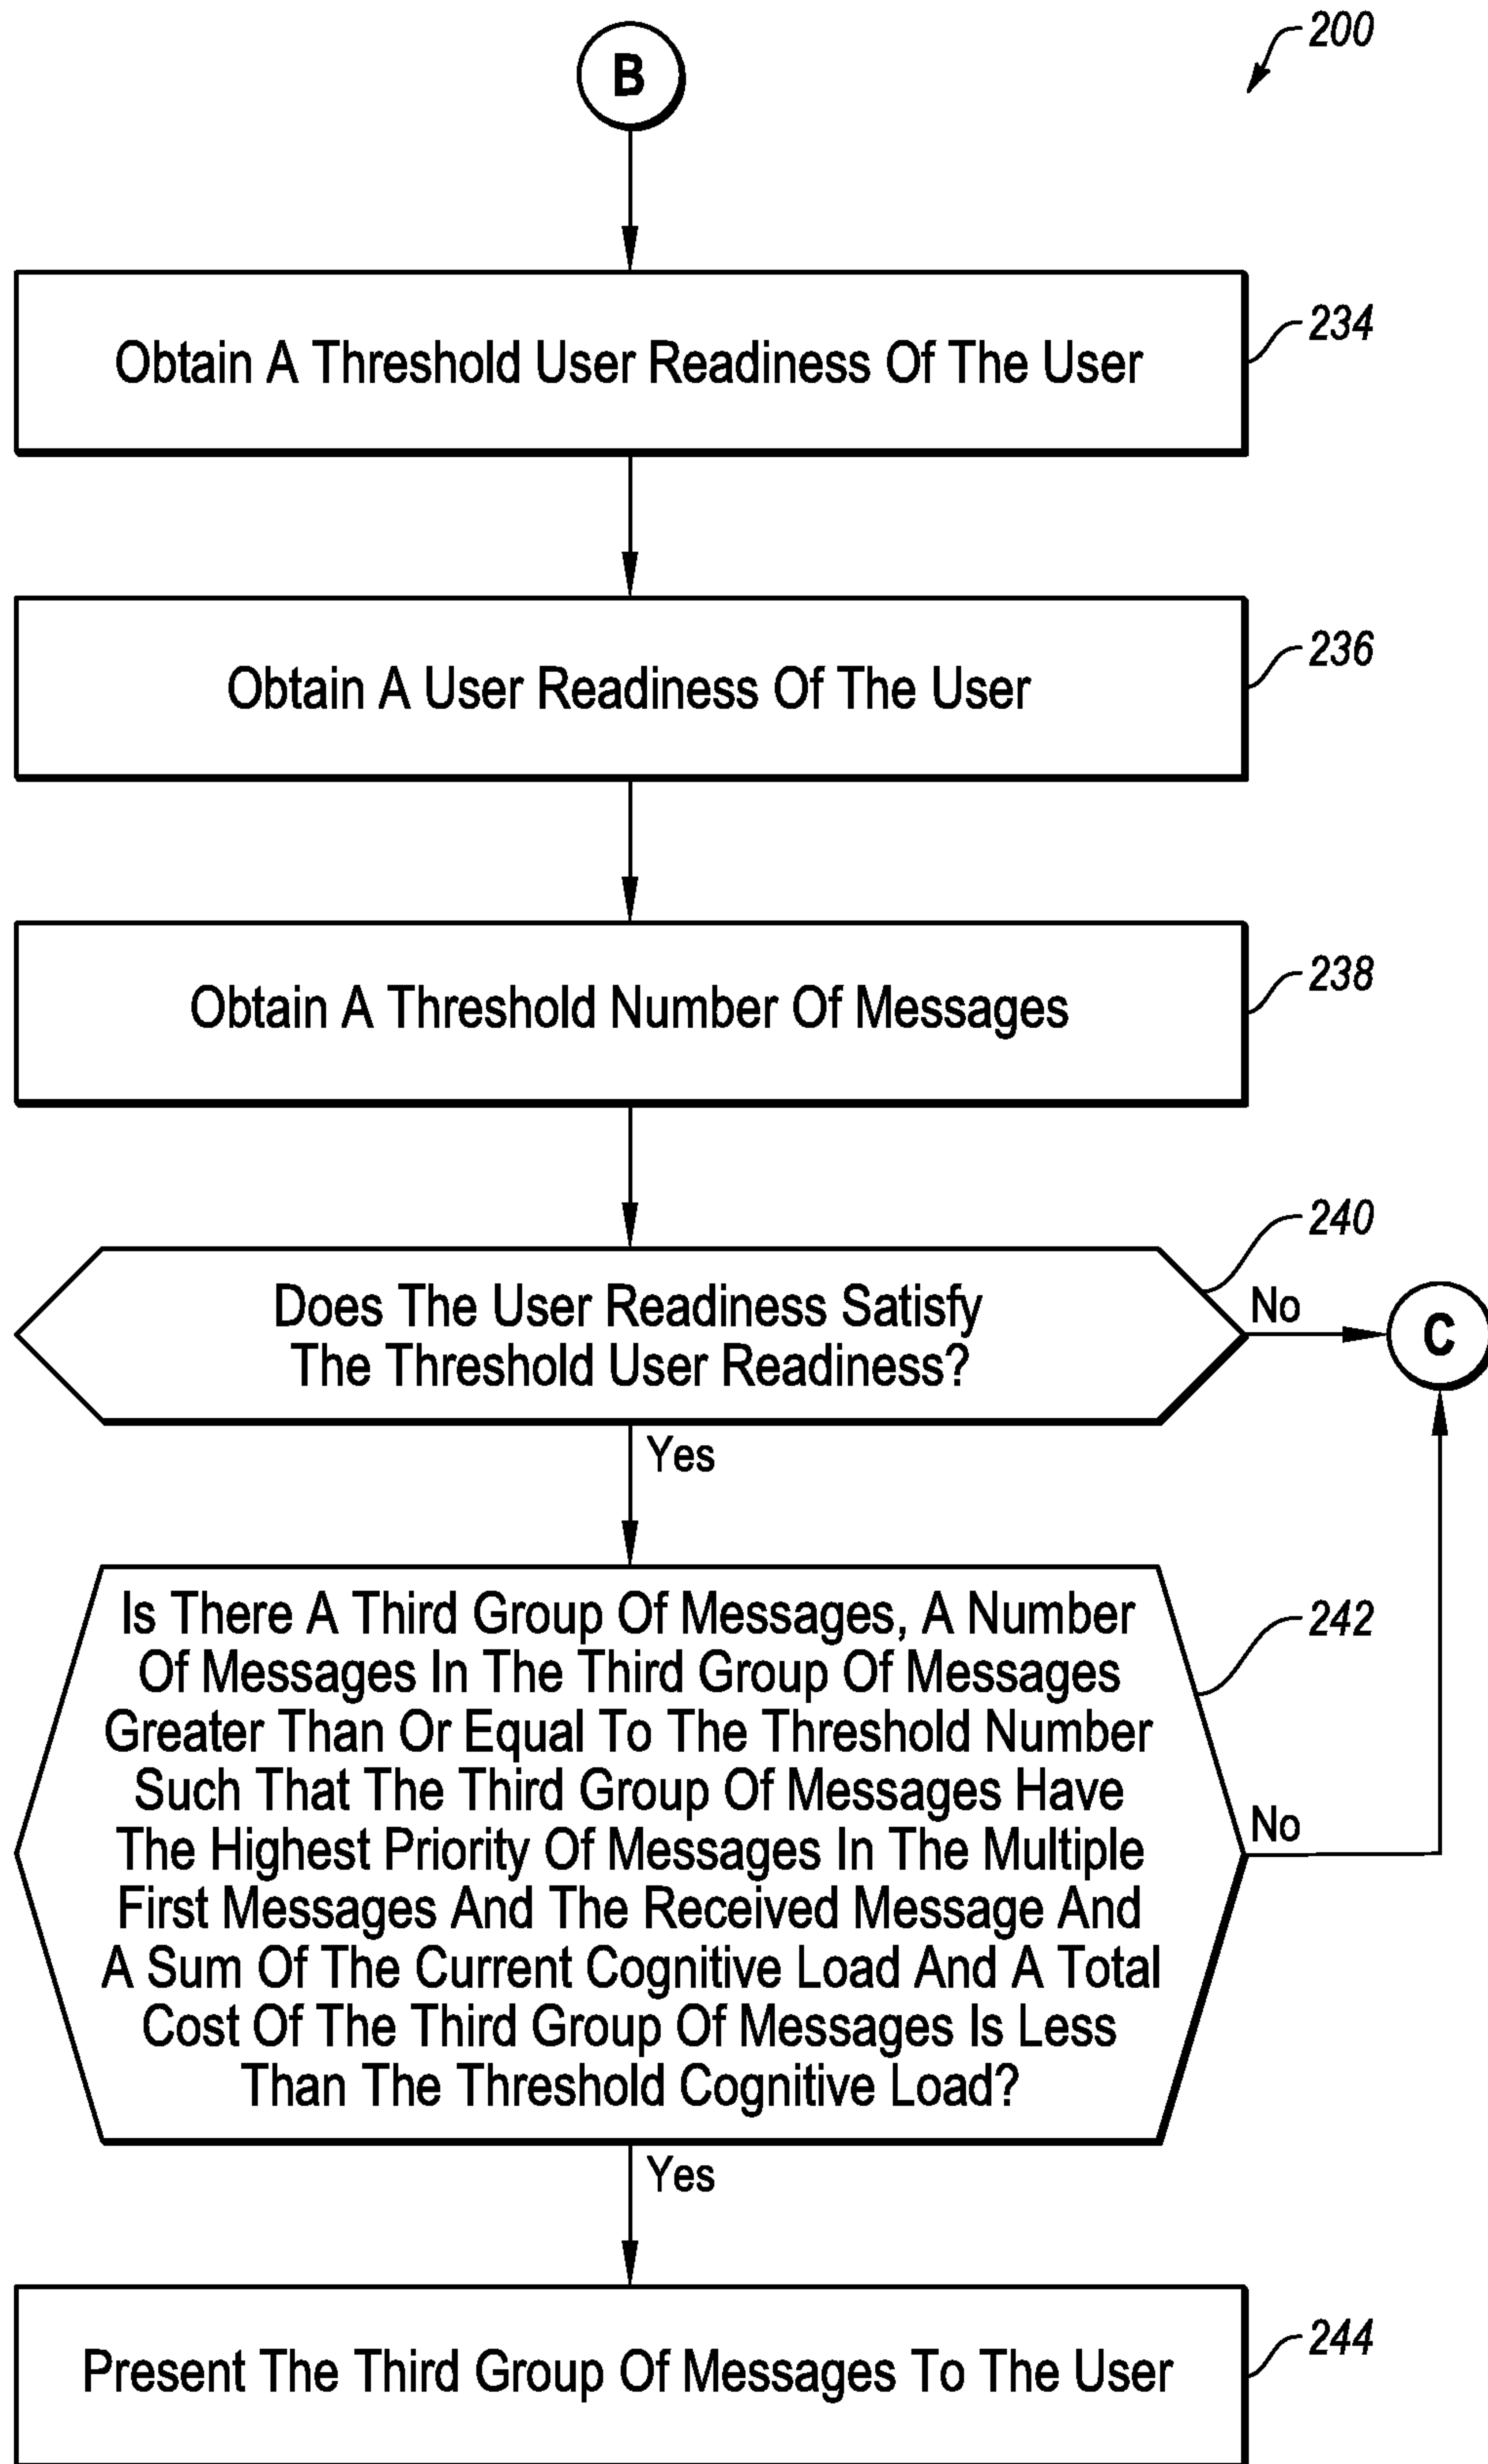 200
B
Obtain A Threshold User Readiness Of The User
234
Obtain A User Readiness Of The User
236
Obtain A Threshold Number Of Messages
238
240
Does The User Readiness Satisfy
The Threshold User Readiness?
No
C
Yes
Is There A Third Group Of Messages, A Number
Of Messages In The Third Group Of Messages
Greater Than Or Equal To The Threshold Number
Such That The Third Group Of Messages Have
The Highest Priority Of Messages In The Multiple
First Messages And The Received Message And
A Sum Of The Current Cognitive Load And A Total
Cost Of The Third Group Of Messages Is Less
Than The Threshold Cognitive Load?
242
No
Yes
Present The Third Group Of Messages To The User
244